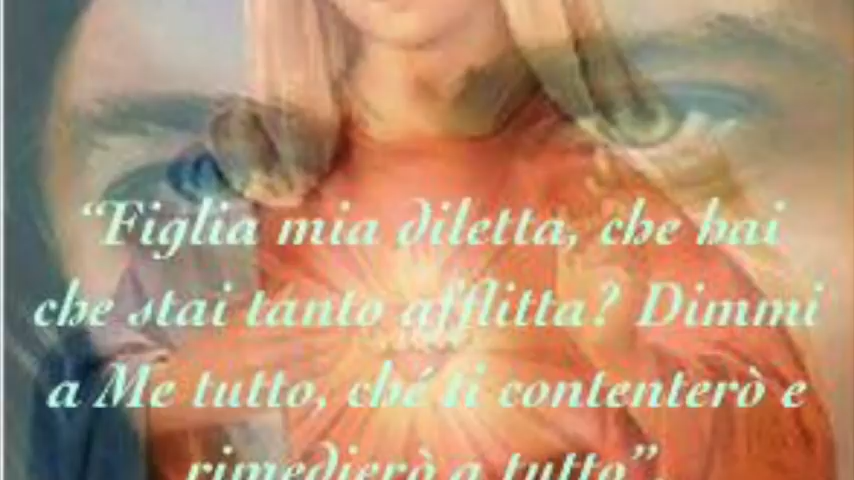 “Figlia mia diletta, che hai
che stai tanto afflitta? Dimmi
a Me tutto, ché ti contenterò e
rimedierò a tutto”.